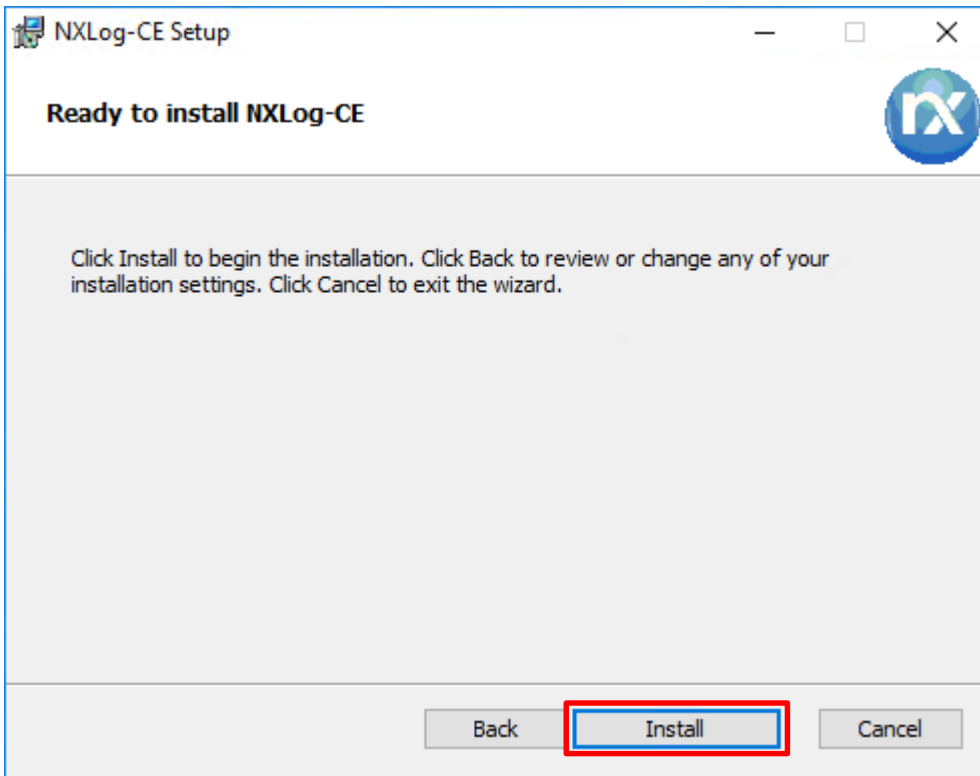 NXLog-CE Setup
Ready to install NXLog-CE
nx
Click Install to begin the installation. Click Back to review or change any of your
installation settings. Click Cancel to exit the wizard.
Back Install Cancel